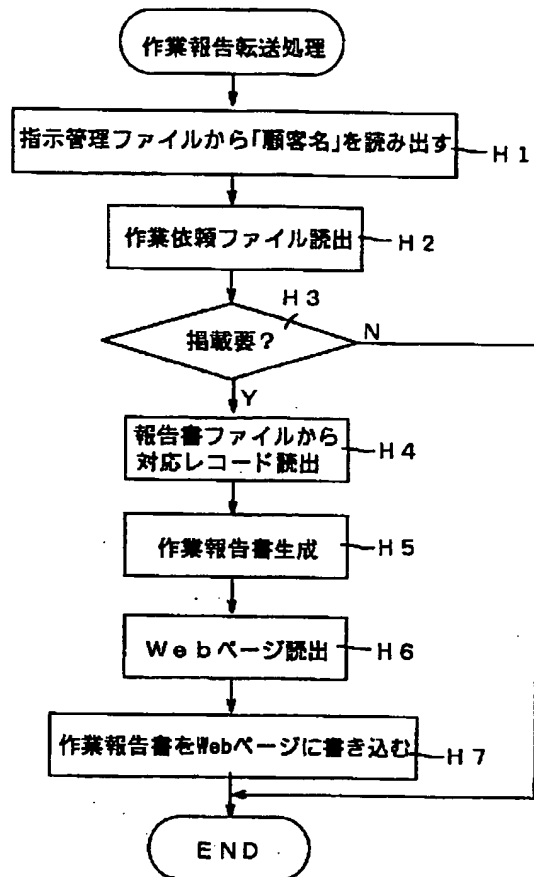 作業報告転送処理
指示管理ファイルから「顧客名」を読み出す
H1
作業依頼ファイル読出
H2
H3
掲載要?
N
Y
報告書ファイルから
対応レコード読出
H4
作業報告書生成
H5
Webページ読出
H6
作業報告書をWebページに書き込む
H7
END